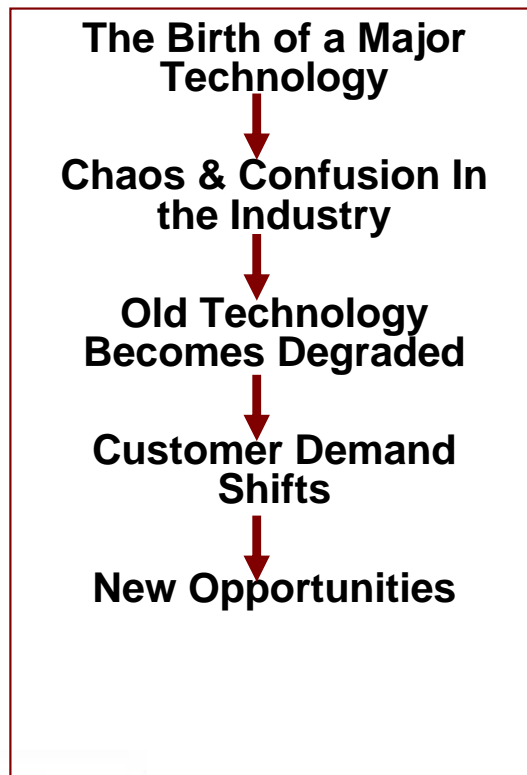 The Birth of a Major
Technology
Chaos & Confusion In
the Industry
Old Technology
Becomes Degraded
Customer Demand
Shifts
New Opportunities